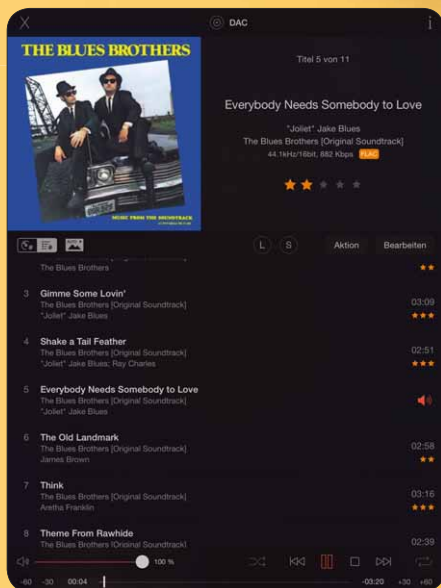 X
DAC
i
THE BLUES BROTHERS
MUSIC FROM THE SOUNDTRACK
Titel 5 von 11
Everybody Needs Somebody to Love
"Joliet" Jake Blues
The Blues Brothers [Original Soundtrack]
44.1kHz/16bit, 882 Kbps FLAC
L S Aktion Bearbeiten
The Blues Brothers
3 Gimme Some Lovin'
The Blues Brothers [Original Soundtrack] 03:09
"Joliet" Jake Blues
4 Shake a Tail Feather
The Blues Brothers [Original Soundtrack] 02:51
"Joliet" Jake Blues; Ray Charles
5 Everybody Needs Somebody to Love
The Blues Brothers [Original Soundtrack]
"Joliet" Jake Blues
6 The Old Landmark
The Blues Brothers [Original Soundtrack] 02:58
James Brown
7 Think
The Blues Brothers [Original Soundtrack] 03:16
Aretha Franklin
8 Theme From Rawhide
The Blues Brothers [Original Soundtrack] 02:39
100 %
-60 -30 00:04 -03:20 +30 +60